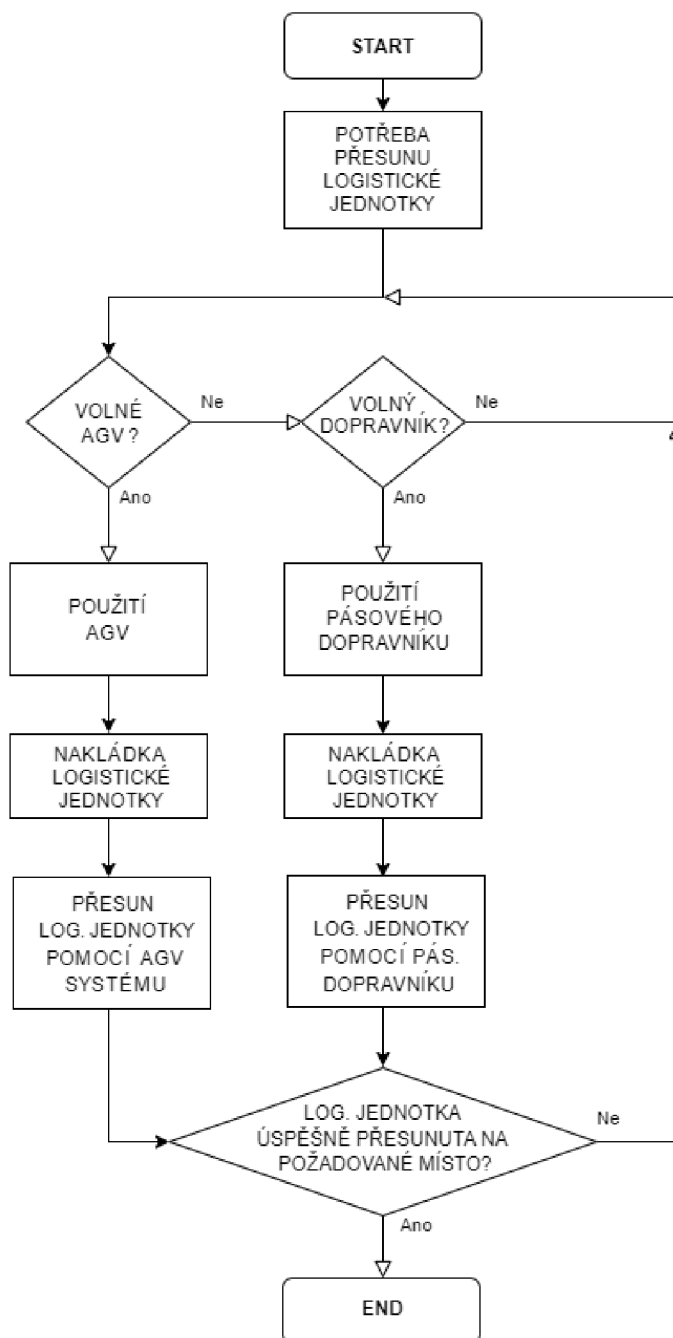 START
POTŘEBA
PŘESUNU
LOGISTICKÉ
JEDNOTKY
VOLNÉ
AGV ?
Ne
VOLNÝ
DOPRAVNÍK?
Ne
Ano
Ano
POUŽITÍ
AGV
POUŽITÍ
PÁSOVÉHO
DOPRAVNÍKU
NAKLÁDKA
LOGISTICKÉ
JEDNOTKY
NAKLÁDKA
LOGISTICKÉ
JEDNOTKY
PŘESUN
LOG. JEDNOTKY
POMOCÍ AGV
SYSTÉMU
PŘESUN
LOG. JEDNOTKY
POMOCÍ PÁS.
DOPRAVNÍKU
LOG. JEDNOTKA
ÚSPĚŠNĚ PŘESUNUTA NA
POŽADOVANÉ MÍSTO?
Ne
Ano
END